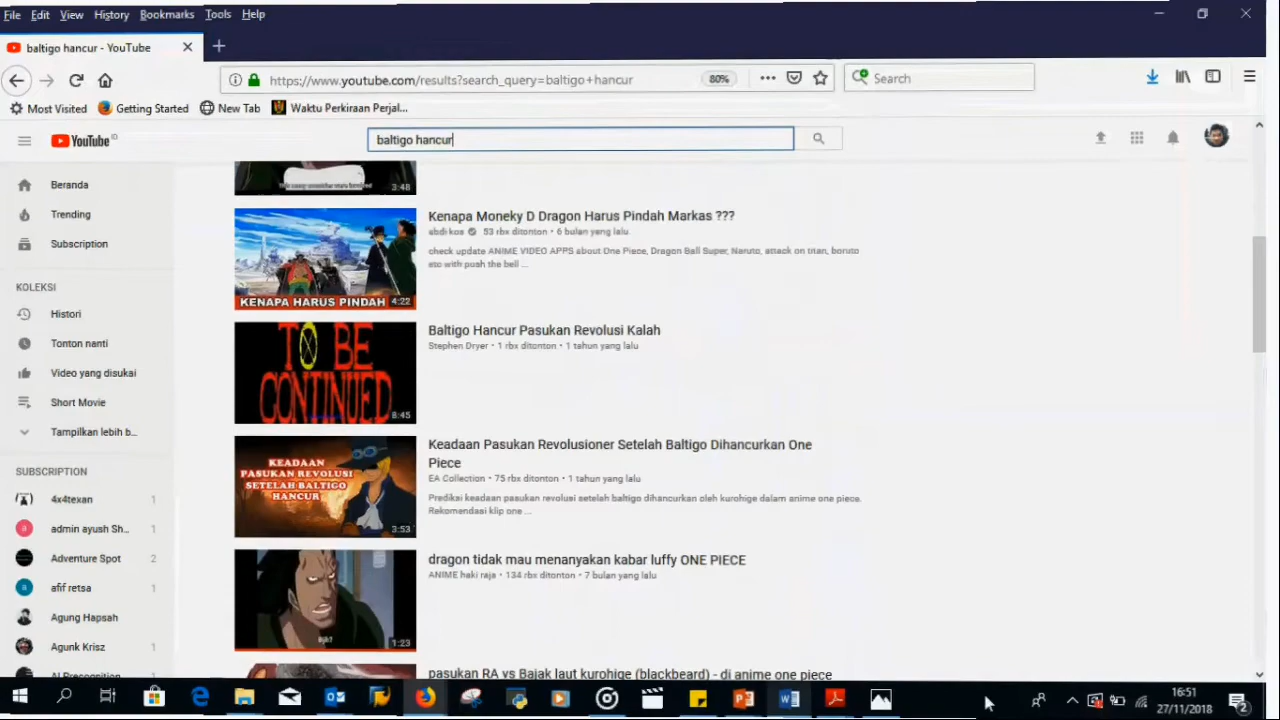 File Edit View History Bookmarks Tools Help
baltigo hancur - YouTube
https://www.youtube.com/results?search_query=baltigo+hancur 80% Search
Most Visited Getting Started New Tab Waktu Perkiraan Perjal...
YouTube ID baltigo hancur
Beranda
Trending
Subscription
KOLEKSI
Histori
Tonton nanti
Video yang disukai
Short Movie
Tampilkan lebih b...
SUBSCRIPTION
4x4texan 1
admin ayush Sh... 1
Adventure Spot 2
afif retsa 1
Agung Hapsah
Agunk Krisz 1
3:48
Kenapa Moneky D Dragon Harus Pindah Markas ???
abdi kos 53 rbx ditonton • 6 bulan yang lalu
check update ANIME VIDEO APPS about One Piece, Dragon Ball Super, Naruto, attack on titan, boruto
eto with push the bell ...
KENAPA HARUS PINDAH 4:22
Baltigo Hancur Pasukan Revolusi Kalah
Stephen Dryer • 1 rbx ditonton • 1 tahun yang lalu
TO BE
CONTINUED
8:45
Keadaan Pasukan Revolusioner Setelah Baltigo Dihancurkan One
Piece
EA Collection • 75 rbx ditonton • 1 tahun yang lalu
Predikai keadaan pasukan revolusi setelah baltigo dihancurkan oleh kurohige dalam anime one piece.
Rekomendasi klip one ...
KEADAAN
PASUKAN REVOLUSI
SETELAH BALTIGO
HANCUR
3:53
dragon tidak mau menanyakan kabar luffy ONE PIECE
ANIME haki raja • 134 rbx ditonton • 7 bulan yang lalu
1:23
pasukan RA vs Bajak laut kurohige (blackbeard) - di anime one piece
16:51
27/11/2018
2